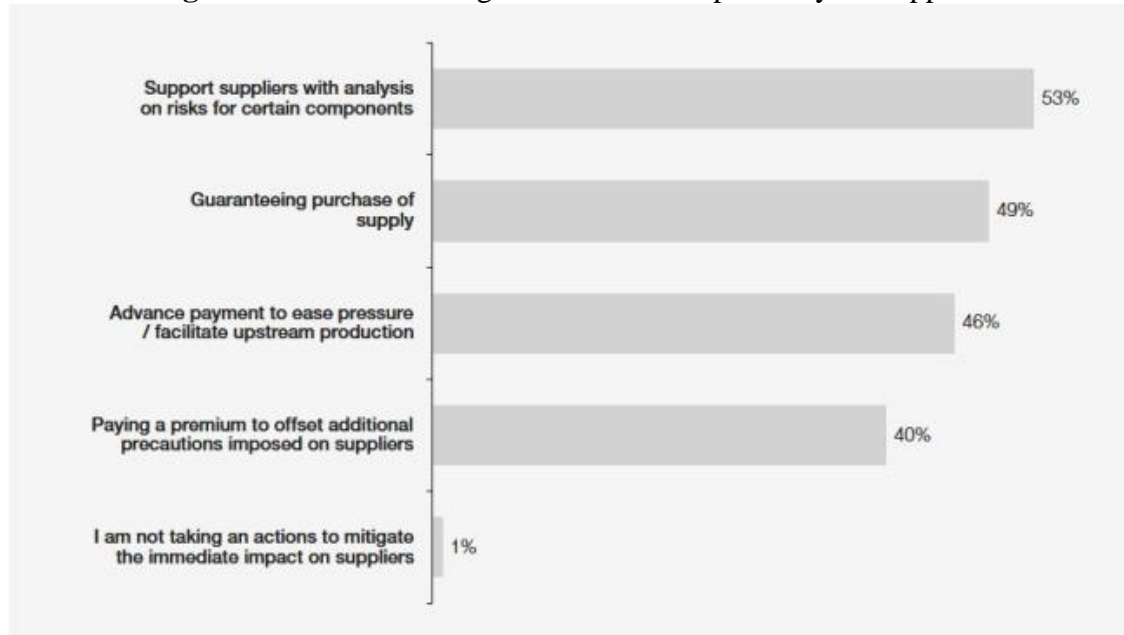 Support suppliers with analysis
on risks for certain components
53%
Guaranteeing purchase of
supply
49%
Advance payment to ease pressure
/ facilitate upstream production
46%
Paying a premium to offset additional
precautions imposed on suppliers
40%
I am not taking an actions to mitigate
the immediate impact on suppliers
1%